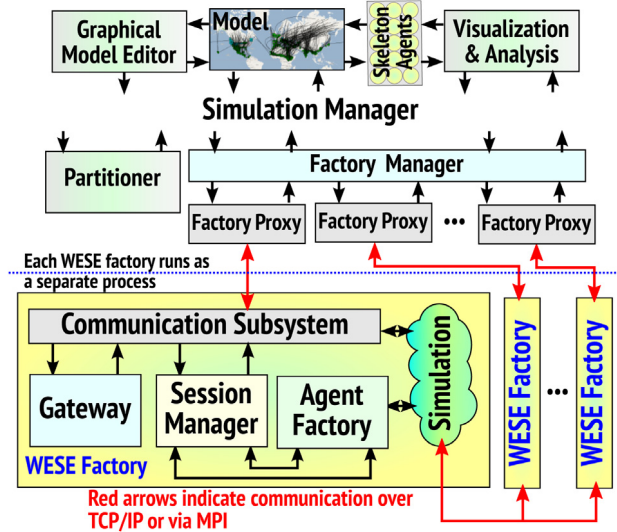 Graphical
Model Editor
Model
Skeleton
Agents
Visualization
& Analysis
Simulation Manager
Partitioner
Factory Manager
Factory Proxy
Factory Proxy
•••
Factory Proxy
Each WESE factory runs as
a separate process
Communication Subsystem
Gateway
Session
Manager
Agent
Factory
Simulation
WESE Factory
WESE Factory
•••
WESE Factory
Red arrows indicate communication over
TCP/IP or via MPI